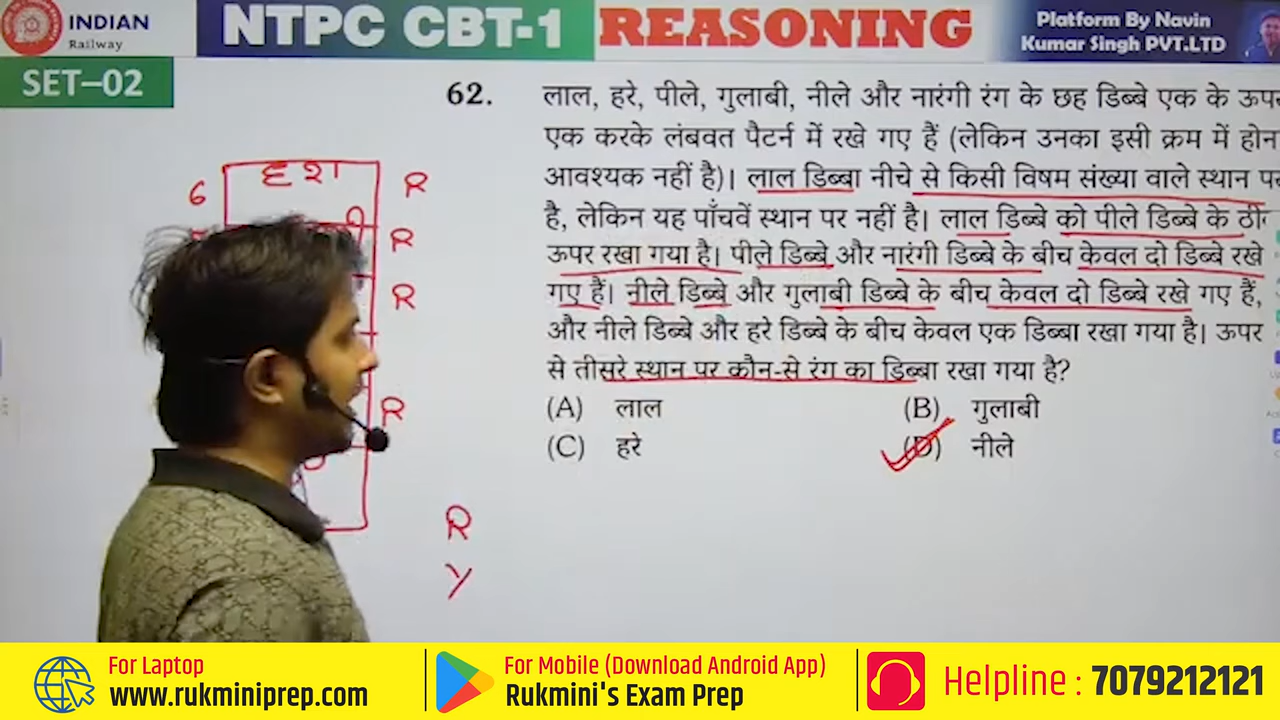 INDIAN
Railway
NTPC CBT-1
REASONING
Platform By Navin
Kumar Singh PVT.LTD
SET–02
62.
लाल, हरे, पीले, गुलाबी, नीले और नारंगी रंग के छह डिब्बे एक के ऊपर
एक करके लंबवत पैटर्न में रखे गए हैं (लेकिन उनका इसी क्रम में होन
आवश्यक नहीं है)। लाल डिब्बा नीचे से किसी विषम संख्या वाले स्थान पर
है, लेकिन यह पाँचवें स्थान पर नहीं है। लाल डिब्बे को पीले डिब्बे के ठी
ऊपर रखा गया है। पीले डिब्बे और नारंगी डिब्बे के बीच केवल दो डिब्बे रखे
गए हैं। नीले डिब्बे और गुलाबी डिब्बे के बीच केवल दो डिब्बे रखे गए हैं,
और नीले डिब्बे और हरे डिब्बे के बीच केवल एक डिब्बा रखा गया है। ऊपर
से तीसरे स्थान पर कौन-से रंग का डिब्बा रखा गया है?
(A) लाल
(B) गुलाबी
(C) हरे
(D) नीले
6 हरा R
R
R
R
R
Y
For Laptop
www.rukminiprep.com
For Mobile (Download Android App)
Rukmini's Exam Prep
Helpline : 7079212121